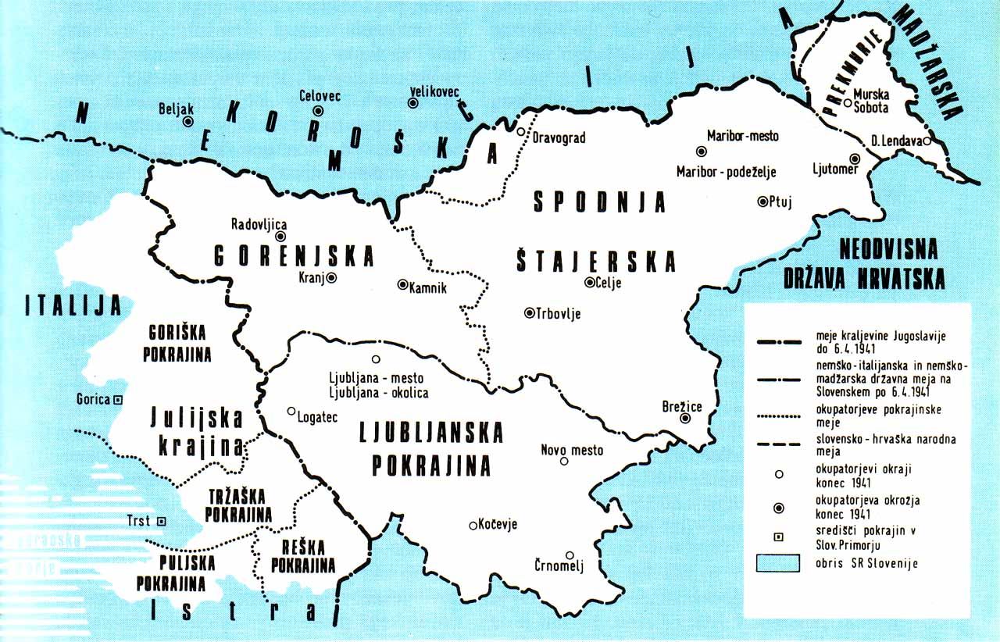 NEMČIJA
KOROŠKA
MADŽARSKA
PREKMURJE
Murska
Sobota
D. Lendava
Beljak
Celovec
Velikovec
Dravograd
Maribor-mesto
Maribor - podeželje
Ljutomer
Ptuj
SPODNJA
ŠTAJERSKA
Radovljica
GORENJSKA
Kranj
Kamnik
Celje
Trbovlje
Brežice
NEODVISNA
DRŽAVA HRVATSKA
ITALIJA
GORIŠKA
POKRAJINA
Gorica
Julijska
krajina
Ljubljana - mesto
Ljubljana - okolica
Logatec
LJUBLJANSKA
POKRAJINA
Novo mesto
Kočevje
Črnomelj
TRŽAŠKA
POKRAJINA
Trst
REŠKA
POKRAJINA
PULJSKA
POKRAJINA
Istra
meje kraljevine Jugoslavije
do 6.4.1941
nemško-italijanska in nemško-
madžarska državna meja na
Slovenskem po 6.4.1941
okupatorjeve pokrajinske
meje
slovensko-hrvaška narodna
meja
okupatorjevi okraji
konec 1941
okupatorjeva okrožja
konec 1941
središči pokrajin v
Slov. Primorju
obris SR Slovenije